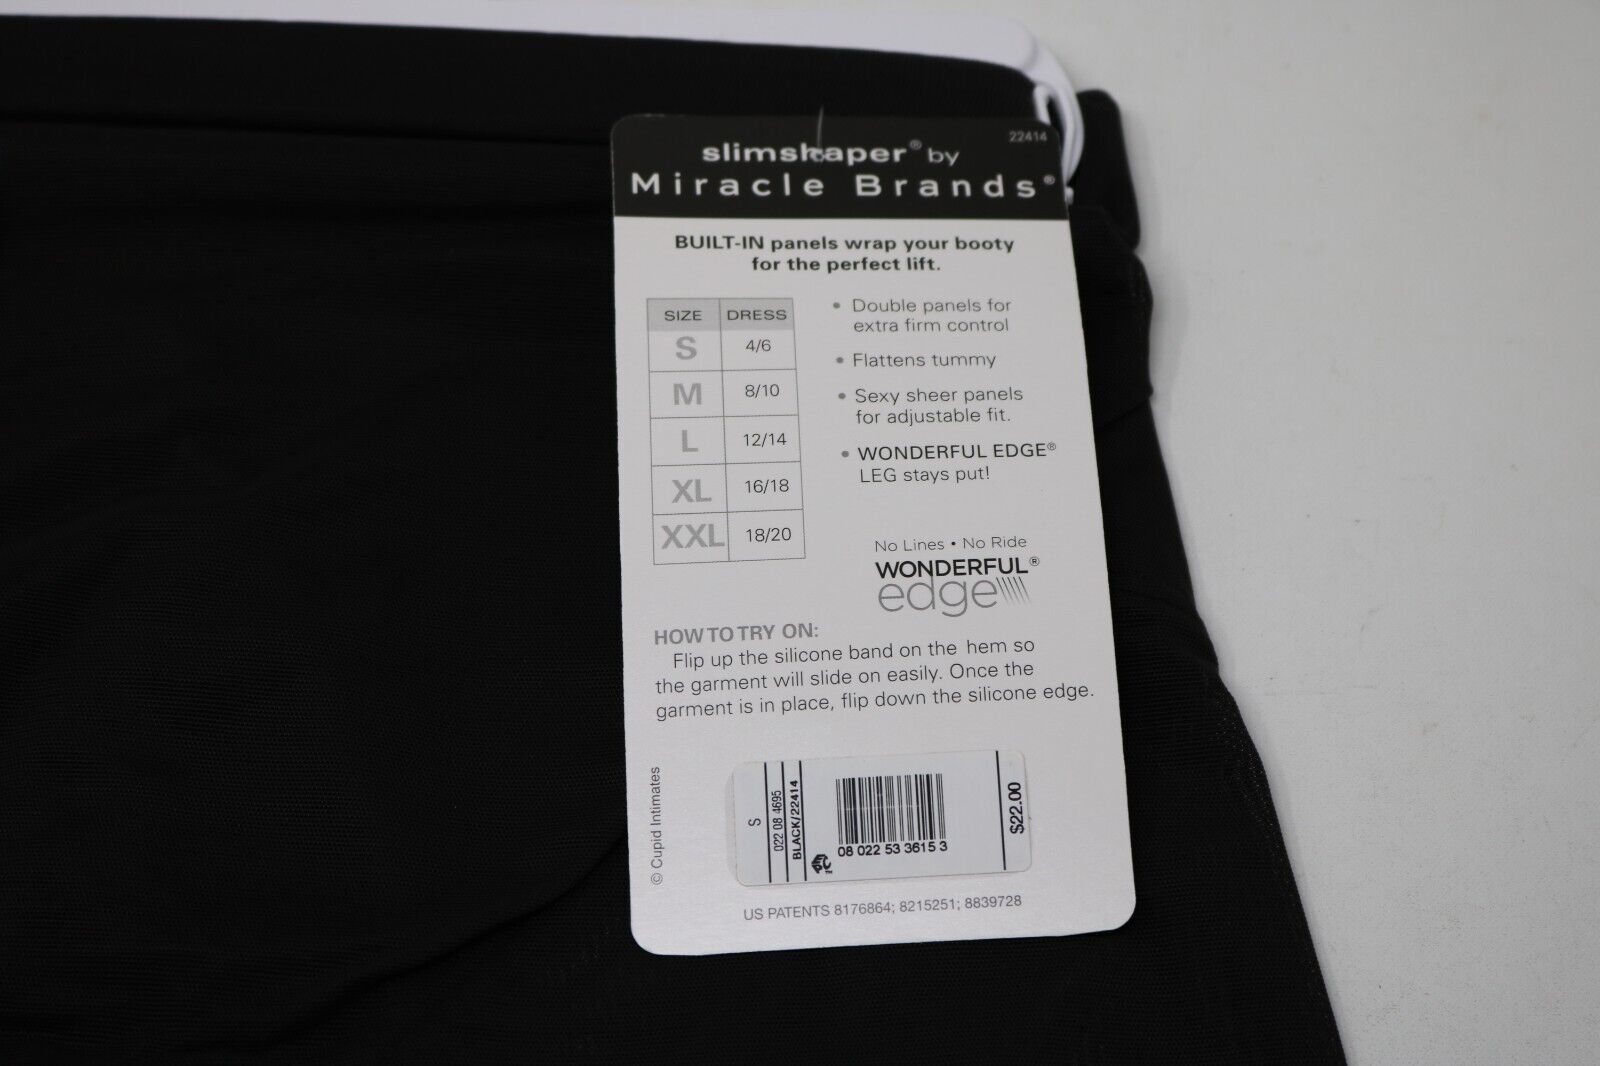 22414
slimshaper® by
Miracle Brands®
BUILT-IN panels wrap your booty
for the perfect lift.
SIZE DRESS
S 4/6
M 8/10
L 12/14
XL 16/18
XXL 18/20
• Double panels for
extra firm control
• Flattens tummy
• Sexy sheer panels
for adjustable fit.
• WONDERFUL EDGE®
LEG stays put!
No Lines • No Ride
WONDERFUL®
edge
HOW TO TRY ON:
Flip up the silicone band on the hem so
the garment will slide on easily. Once the
garment is in place, flip down the silicone edge.
© Cupid Intimates
S
022 08 4695
BLACK/22414
08 022 53 3615 3
$22.00
US PATENTS 8176864; 8215251; 8839728